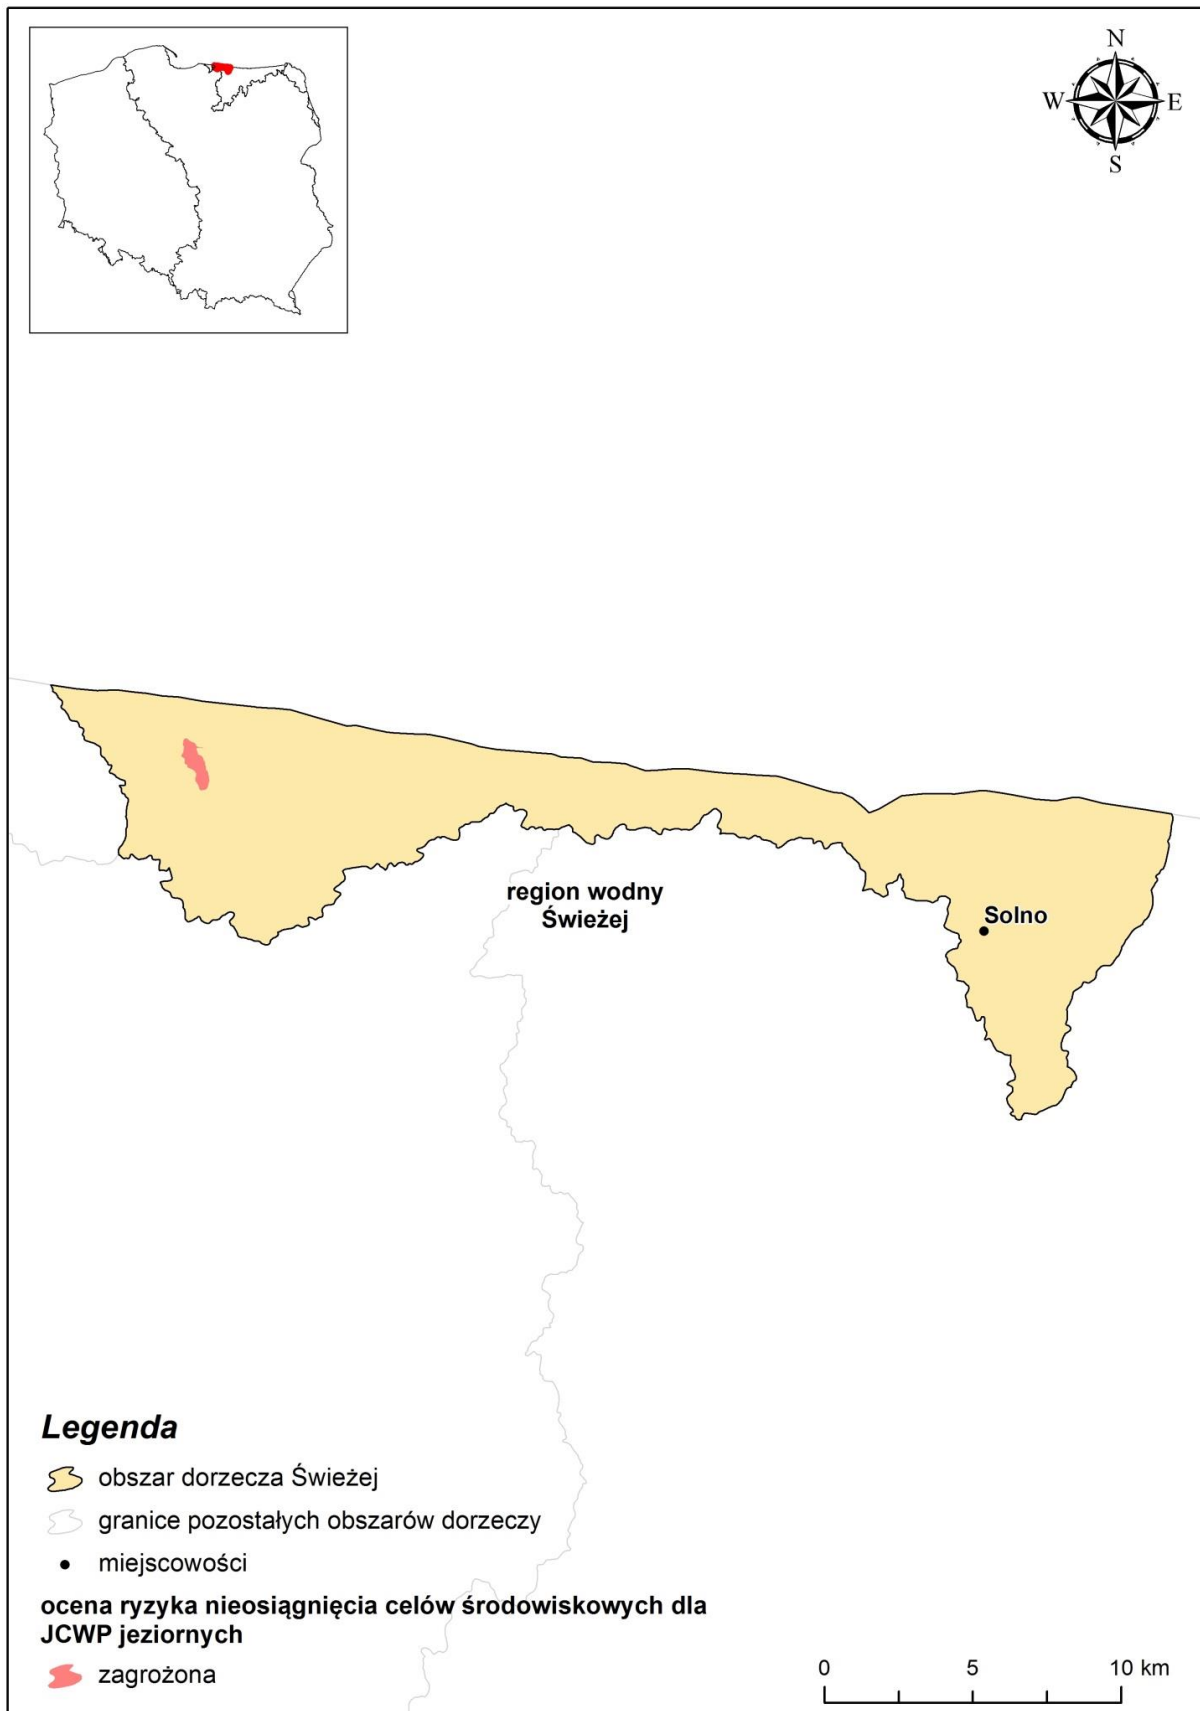 N
W E
S
region wodny
Świeżej
Solno
Legenda
obszar dorzecza Świeżej
granice pozostałych obszarów dorzeczy
miejscowości
ocena ryzyka nieosiągnięcia celów środowiskowych dla
JCWP jeziornych
zagrożona
0 5 10 km